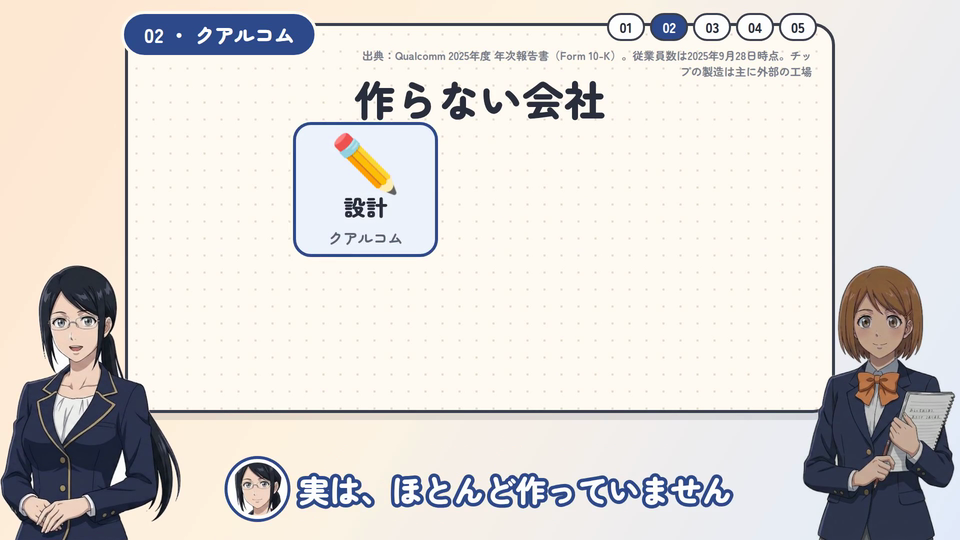 02 ・ クアルコム
01 02 03 04 05
出典：Qualcomm 2025年度 年次報告書（Form 10-K）。従業員数は2025年9月28日時点。チッ
プの製造は主に外部の工場
作らない会社
設計
クアルコム
実は、ほとんど作っていません